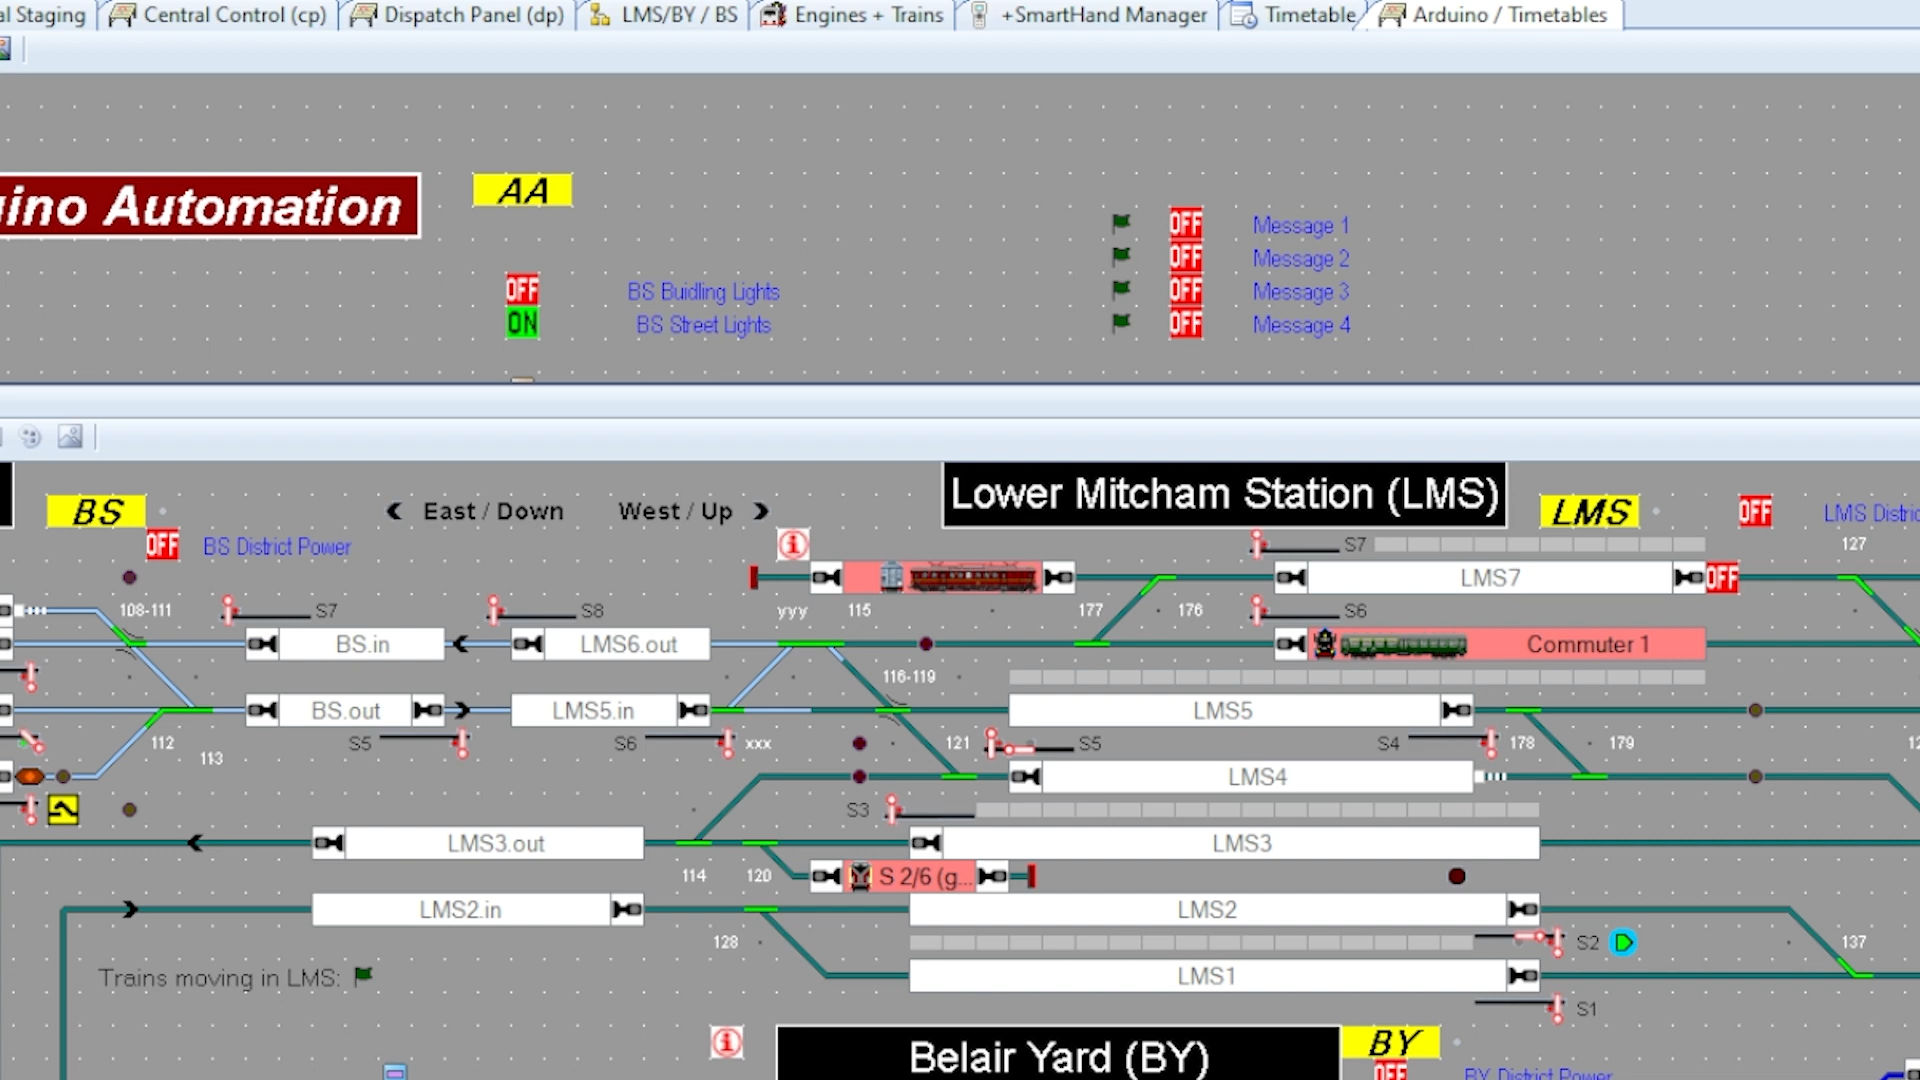 al Staging Central Control (cp) Dispatch Panel (dp) LMS/BY / BS Engines + Trains +SmartHand Manager Timetable Arduino / Timetables
ino Automation AA
OFF Message 1
OFF Message 2
OFF BS Buidling Lights OFF Message 3
ON BS Street Lights OFF Message 4
Lower Mitcham Station (LMS)
BS East / Down West / Up LMS OFF LMS Distric
OFF BS District Power S7 127
LMS7 OFF
108-111 S7 S8 yyy 115 177 176 S6
BS.in LMS6.out Commuter 1
116-119
BS.out LMS5.in LMS5
112 S5 S6 xxx 121 S5 S4 178 179 12
113
LMS4
S3
LMS3.out LMS3
114 120 S 2/6 (g...
LMS2.in LMS2
128 S2 137
Trains moving in LMS: LMS1
S1
Belair Yard (BY) BY
OFF BY District Power